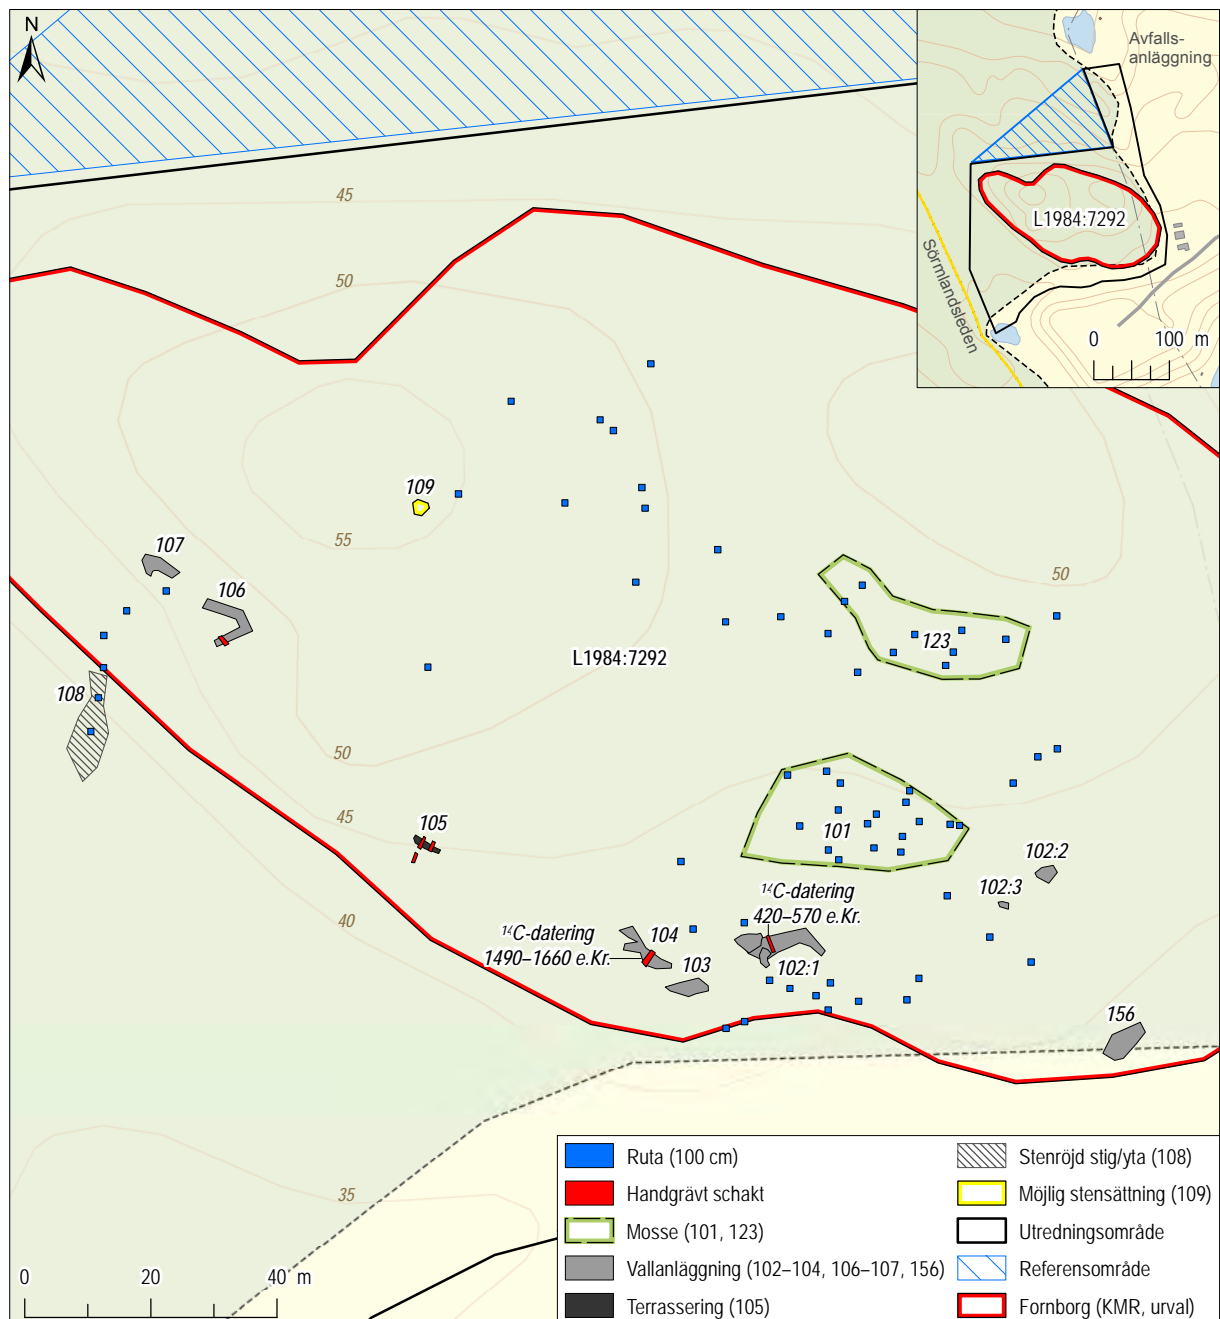 N
Avfalls-
anläggning
L1984:7292
Sörmlandsleden
0 100 m
45
50
109
55
107
106
50
123
L1984:7292
108
50
45
105
101
102:2
102:3
14C-datering
420–570 e.Kr.
40
14C-datering
1490–1660 e.Kr.
104
103
102:1
156
35
0 20 40 m
Ruta (100 cm)
Handgrävt schakt
Mosse (101, 123)
Vallanläggning (102–104, 106–107, 156)
Terrassering (105)
Stenröjd stig/yta (108)
Möjlig stensättning (109)
Utredningsområde
Referensområde
Fornborg (KMR, urval)